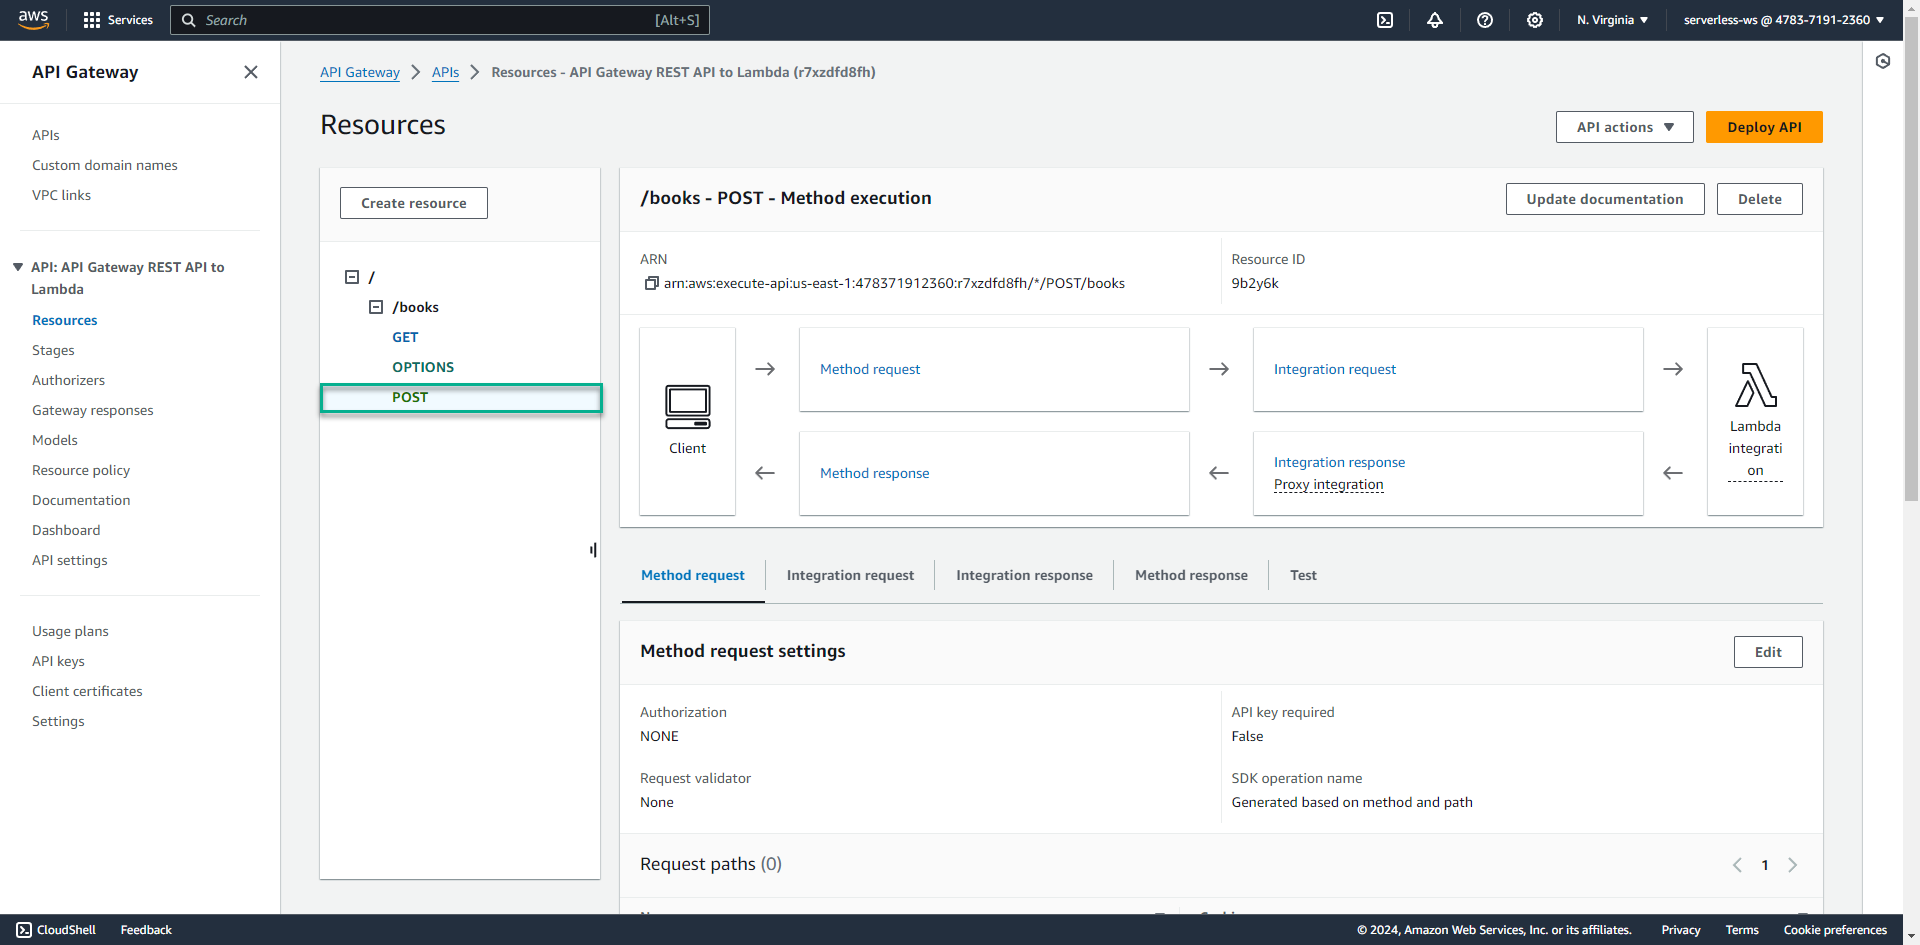 aws
Services
Search
[Alt+S]
N. Virginia
serverless-ws @ 4783-7191-2360
API Gateway
APIs
Custom domain names
VPC links
API: API Gateway REST API to
Lambda
Resources
Stages
Authorizers
Gateway responses
Models
Resource policy
Documentation
Dashboard
API settings
Usage plans
API keys
Client certificates
Settings
API Gateway
APIs
Resources - API Gateway REST API to Lambda (r7xzdfd8fh)
Resources
API actions
Deploy API
Create resource
/
/books
GET
OPTIONS
POST
/books - POST - Method execution
Update documentation
Delete
ARN
arn:aws:execute-api:us-east-1:478371912360:r7xzdfd8fh/*/POST/books
Resource ID
9b2y6k
Client
Method request
Integration request
Method response
Integration response
Proxy integration
Lambda
integrati
on
Method request
Integration request
Integration response
Method response
Test
Method request settings
Edit
Authorization
NONE
API key required
False
Request validator
None
SDK operation name
Generated based on method and path
Request paths (0)
1
CloudShell
Feedback
© 2024, Amazon Web Services, Inc. or its affiliates.
Privacy
Terms
Cookie preferences